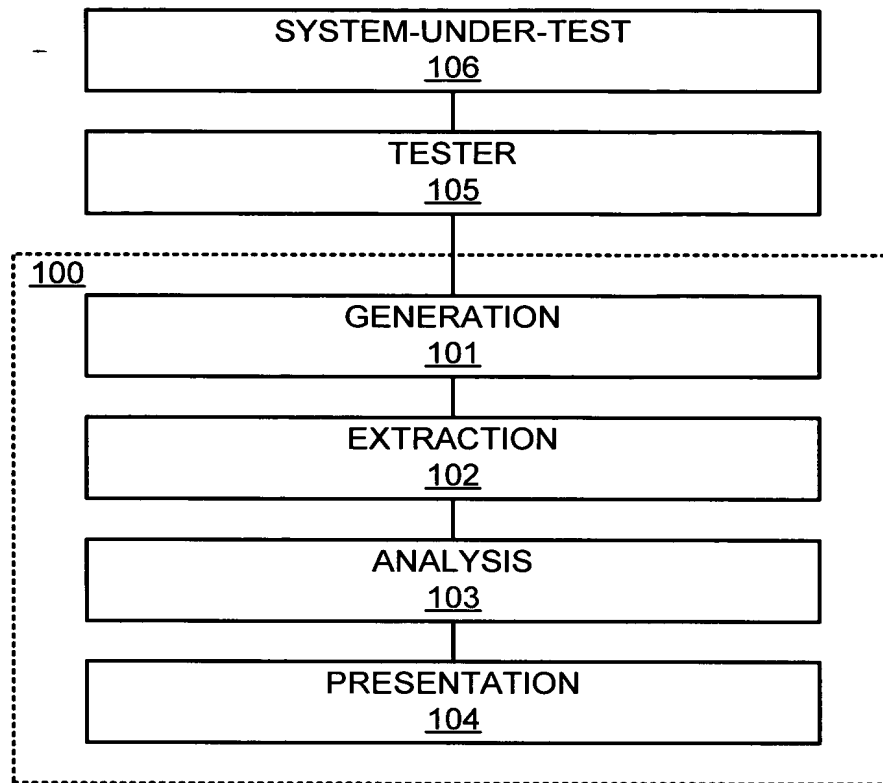 SYSTEM-UNDER-TEST
106
TESTER
105
100
GENERATION
101
EXTRACTION
102
ANALYSIS
103
PRESENTATION
104